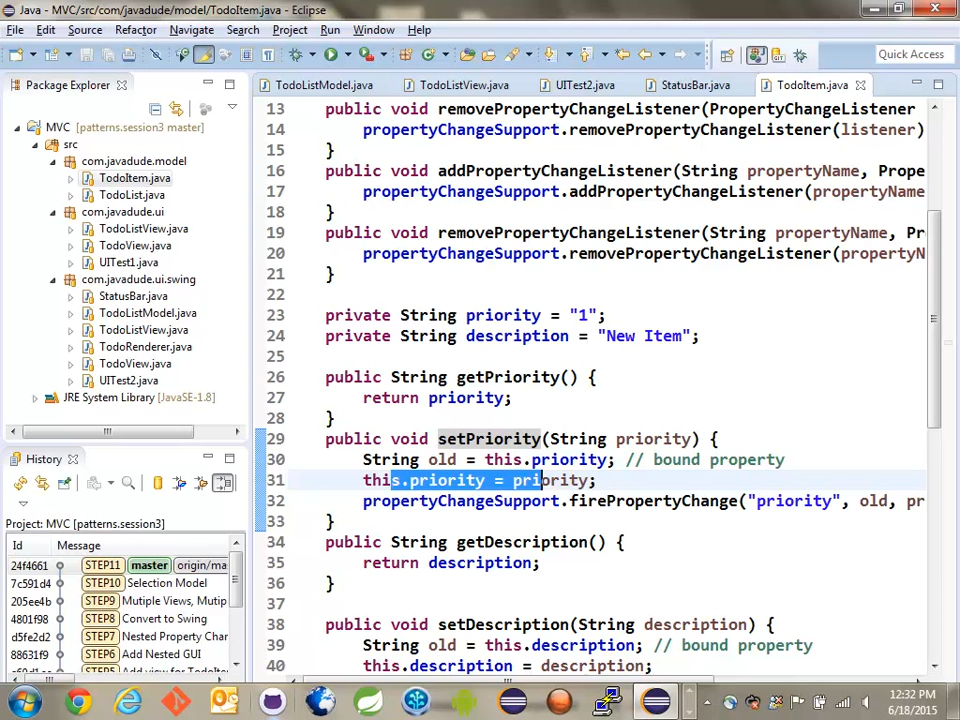 Java - MVC/src/com/javadude/model/TodoItem.java - Eclipse
File Edit Source Refactor Navigate Search Project Run Window Help
Quick Access
Package Explorer
TodoListModel.java TodoListView.java UITest2.java StatusBar.java TodoItem.java
MVC [patterns.session3 master]
src
com.javadude.model
TodoItem.java
TodoList.java
com.javadude.ui
TodoListView.java
TodoView.java
UITest1.java
com.javadude.ui.swing
StatusBar.java
TodoListModel.java
TodoListView.java
TodoRenderer.java
TodoView.java
UITest2.java
JRE System Library [JavaSE-1.8]
History
Project: MVC [patterns.session3]
Id Message
24f4661 STEP11 master origin/ma
7c591d4 STEP10 Selection Model
205ee4b STEP9 Mutiple Views, Mutip
4801f98 STEP8 Convert to Swing
d5fe2d2 STEP7 Nested Property Chan
88631f9 STEP6 Add Nested GUI
STEP5 Add view for TodoIte
13 public void removePropertyChangeListener(PropertyChangeListener
14 propertyChangeSupport.removePropertyChangeListener(listener)
15 }
16 public void addPropertyChangeListener(String propertyName, Prope
17 propertyChangeSupport.addPropertyChangeListener(propertyName
18 }
19 public void removePropertyChangeListener(String propertyName, Pr
20 propertyChangeSupport.removePropertyChangeListener(propertyN
21 }
22
23 private String priority = "1";
24 private String description = "New Item";
25
26 public String getPriority() {
27 return priority;
28 }
29 public void setPriority(String priority) {
30 String old = this.priority; // bound property
31 this.priority = priority;
32 propertyChangeSupport.firePropertyChange("priority", old, pr
33 }
34 public String getDescription() {
35 return description;
36 }
37
38 public void setDescription(String description) {
39 String old = this.description; // bound property
40 this.description = description;
12:32 PM
6/18/2015